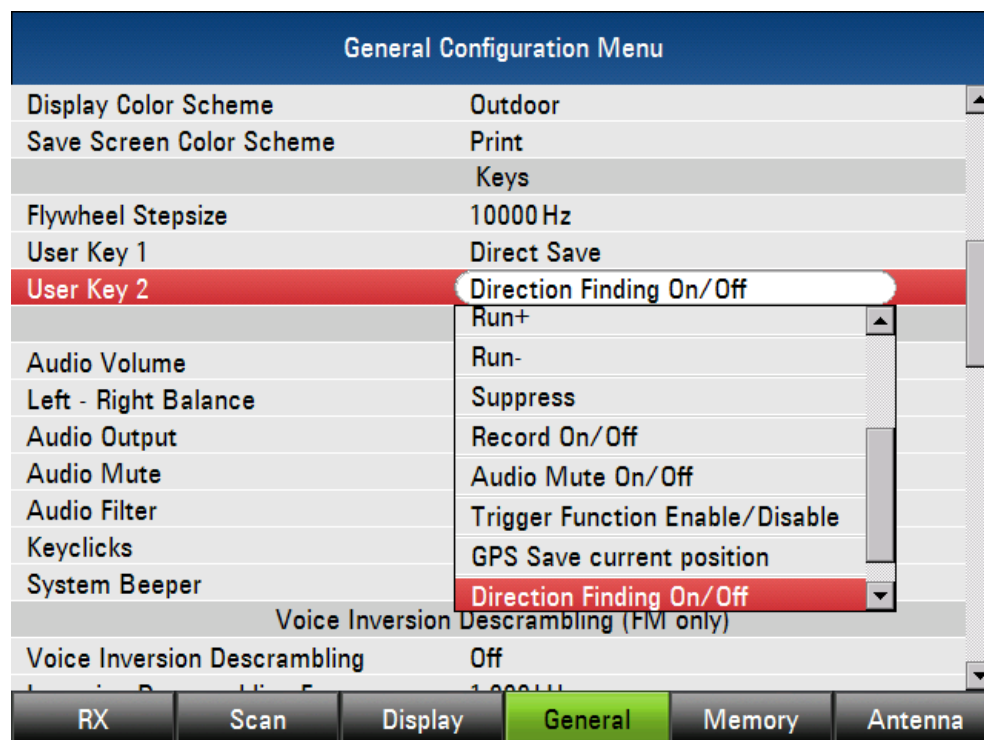 General Configuration Menu
Display Color Scheme Outdoor
Save Screen Color Scheme Print
Keys
Flywheel Stepsize 10000 Hz
User Key 1 Direct Save
User Key 2 Direction Finding On/Off
Run+
Audio Volume Run-
Left - Right Balance Suppress
Audio Output Record On/Off
Audio Mute Audio Mute On/Off
Audio Filter Trigger Function Enable/Disable
Keyclicks GPS Save current position
System Beeper Direction Finding On/Off
Voice Inversion Descrambling (FM only)
Voice Inversion Descrambling Off
RX Scan Display General Memory Antenna